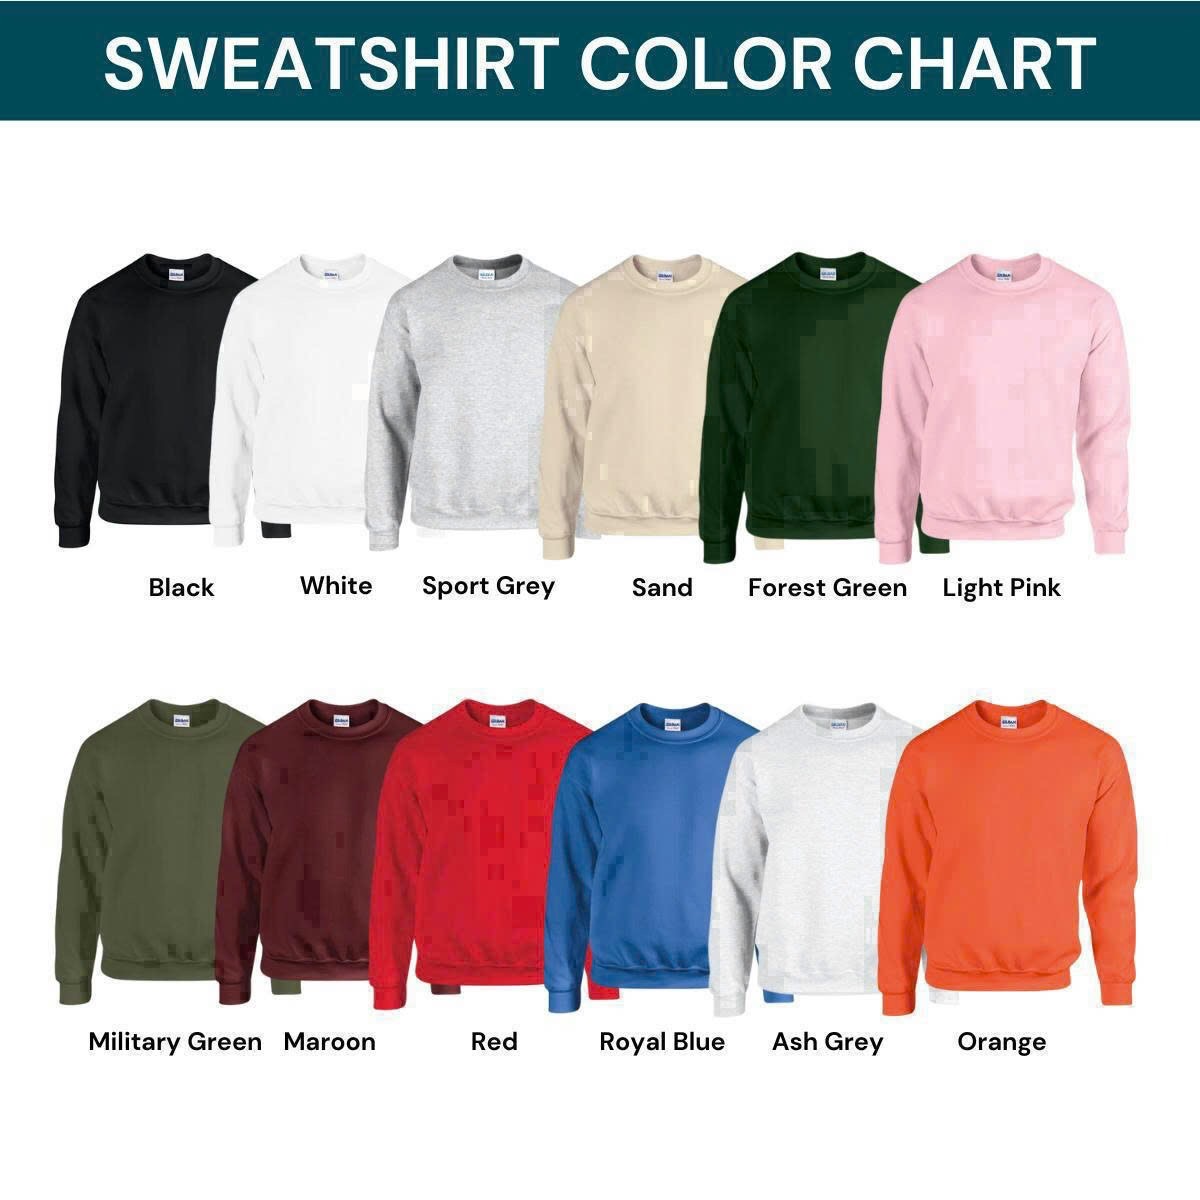 SWEATSHIRT COLOR CHART
Black
White
Sport Grey
Sand
Forest Green
Light Pink
Military Green
Maroon
Red
Royal Blue
Ash Grey
Orange